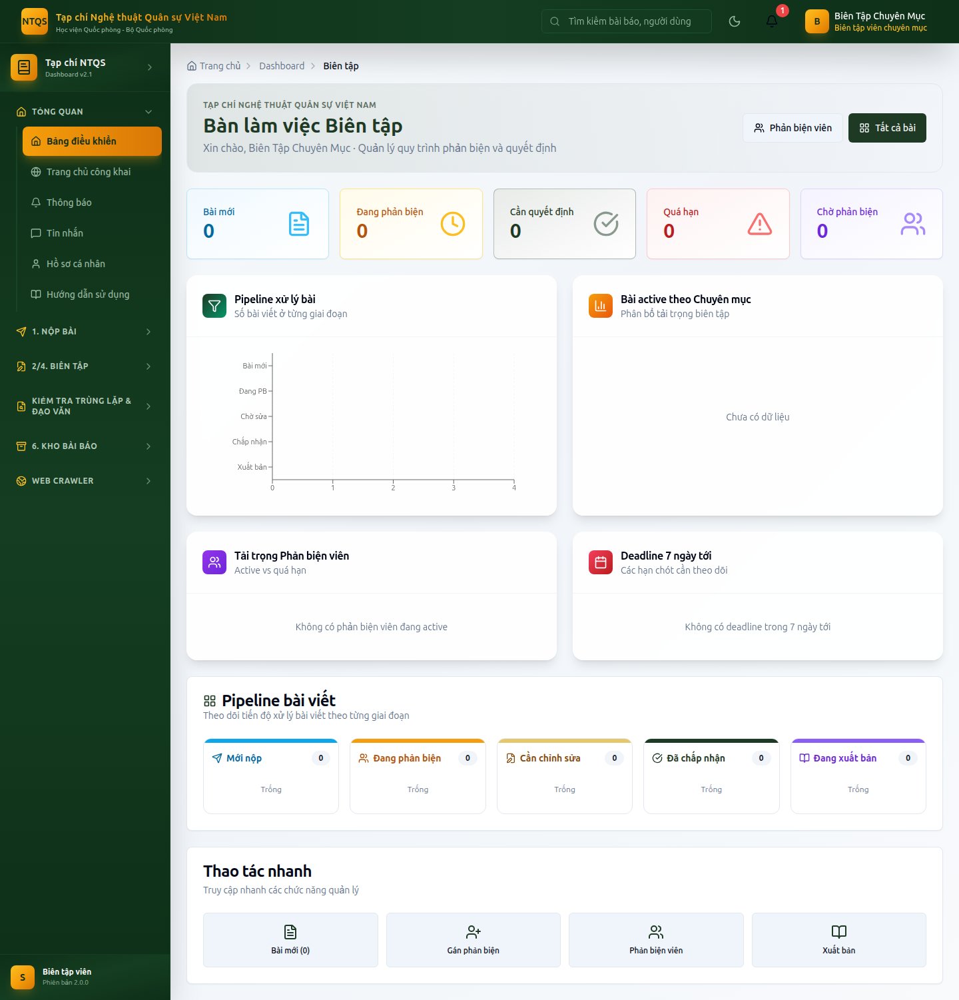 NTQS
Tạp chí Nghệ thuật Quân sự Việt Nam
Học viện Quốc phòng - Bộ Quốc phòng
Tìm kiếm bài báo, người dùng
1
B
Biên Tập Chuyên Mục
Biên tập viên chuyên mục
Tạp chí NTQS
Dashboard v2.1
TỔNG QUAN
Bảng điều khiển
Trang chủ công khai
Thông báo
Tin nhắn
Hồ sơ cá nhân
Hướng dẫn sử dụng
1. NỘP BÀI
2/4. BIÊN TẬP
KIỂM TRA TRÙNG LẶP &
ĐẠO VĂN
6. KHO BÀI BÁO
WEB CRAWLER
S
Biên tập viên
Phiên bản 2.0.0
Trang chủ
Dashboard
Biên tập
TẠP CHÍ NGHỆ THUẬT QUÂN SỰ VIỆT NAM
Bàn làm việc Biên tập
Xin chào, Biên Tập Chuyên Mục · Quản lý quy trình phản biện và quyết định
Phản biện viên
Tất cả bài
Bài mới
0
Đang phản biện
0
Cần quyết định
0
Quá hạn
0
Chờ phản biện
0
Pipeline xử lý bài
Số bài viết ở từng giai đoạn
Bài mới
Đang PB
Chờ sửa
Chấp nhận
Xuất bản
0 1 2 3 4
Bài active theo Chuyên mục
Phân bổ tải trọng biên tập
Chưa có dữ liệu
Tải trọng Phản biện viên
Active vs quá hạn
Không có phản biện viên đang active
Deadline 7 ngày tới
Các hạn chót cần theo dõi
Không có deadline trong 7 ngày tới
Pipeline bài viết
Theo dõi tiến độ xử lý bài viết theo từng giai đoạn
Mới nộp 0
Trống
Đang phản biện 0
Trống
Cần chỉnh sửa 0
Trống
Đã chấp nhận 0
Trống
Đang xuất bản 0
Trống
Thao tác nhanh
Truy cập nhanh các chức năng quản lý
Bài mới (0)
Gán phản biện
Phản biện viên
Xuất bản